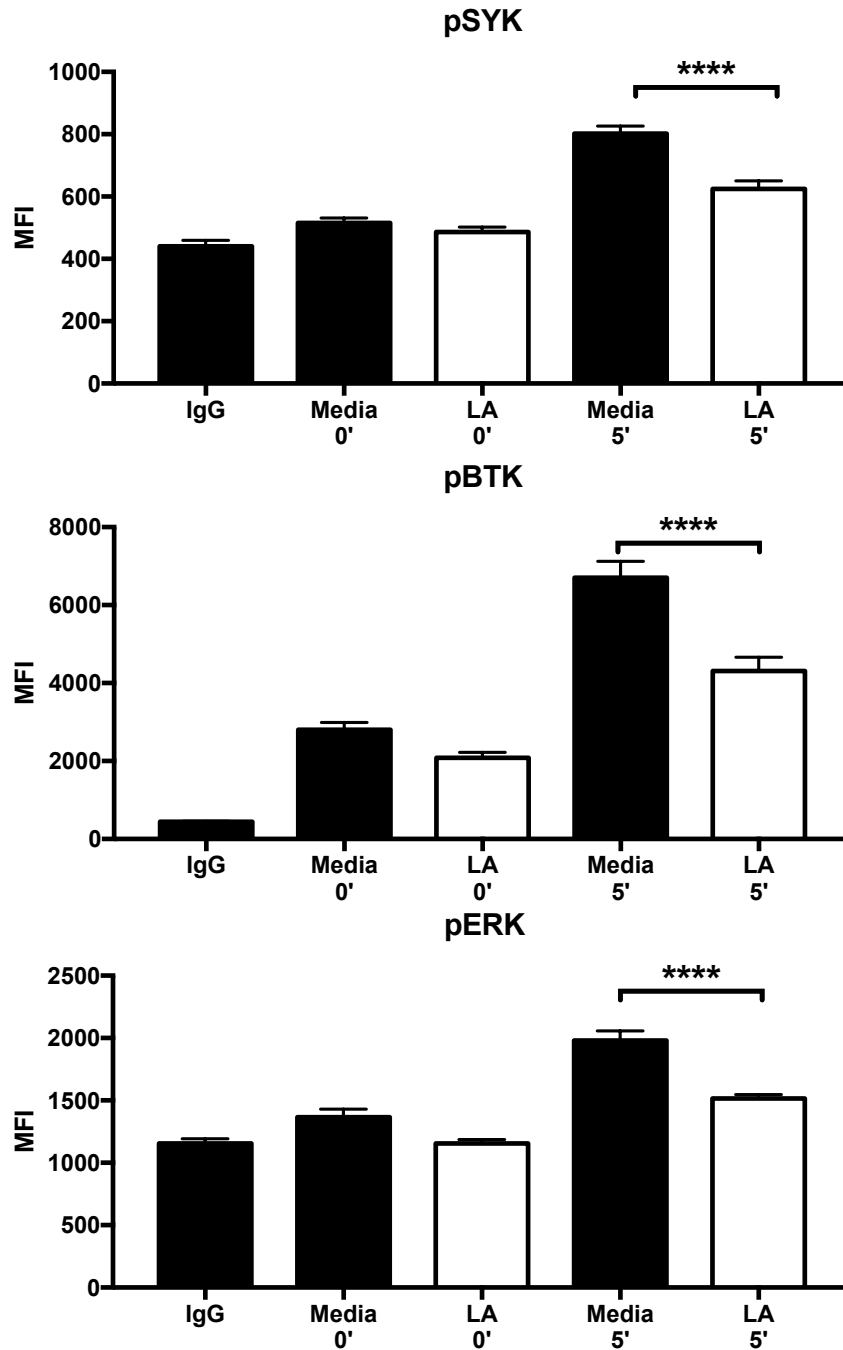 pSYK
****
1000
800
600
400
200
0
MFI
IgG Media LA Media LA
0' 0' 5' 5'
pBTK
****
8000
6000
4000
2000
0
MFI
IgG Media LA Media LA
0' 0' 5' 5'
pERK
****
2500
2000
1500
1000
500
0
MFI
IgG Media LA Media LA
0' 0' 5' 5'